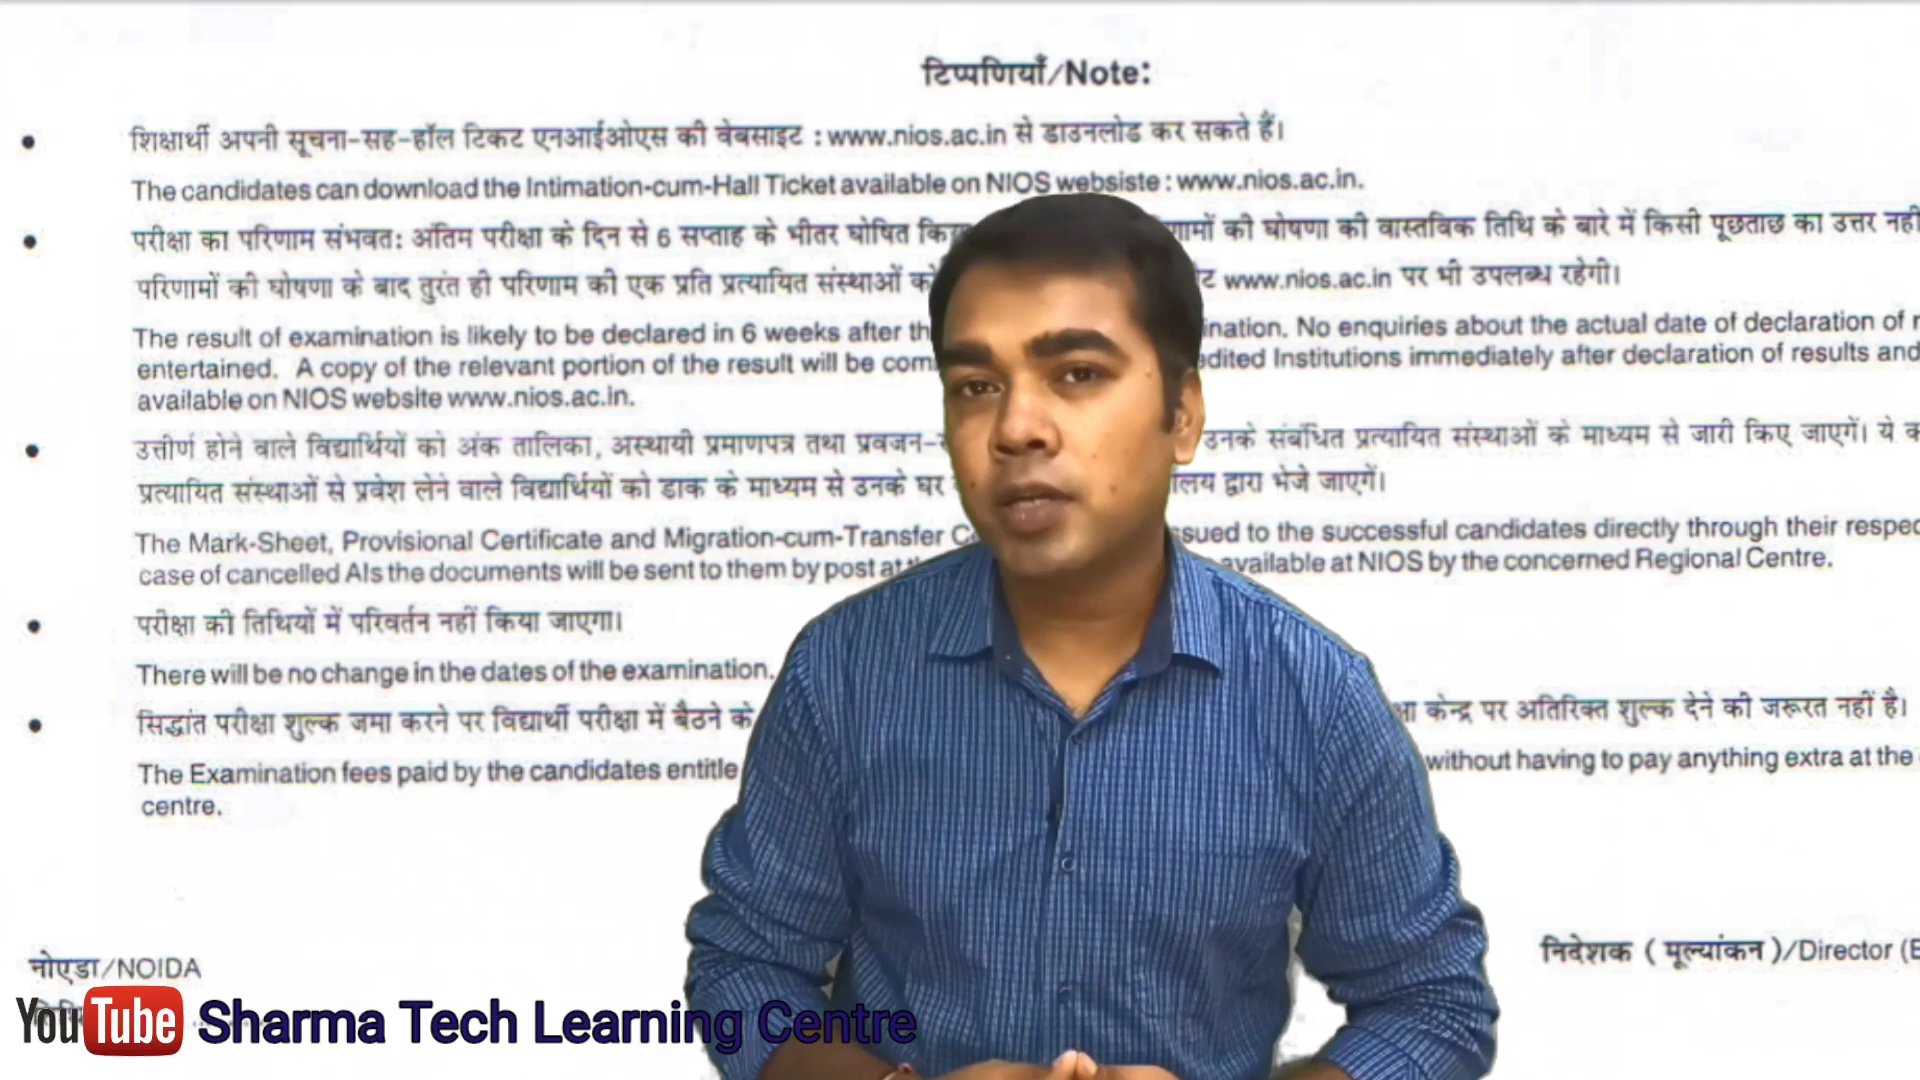 टिप्पणियाँ/Note:
• शिक्षार्थी अपनी सूचना-सह-हॉल टिकट एनआईओएस की वेबसाइट : www.nios.ac.in से डाउनलोड कर सकते हैं।
The candidates can download the Intimation-cum-Hall Ticket available on NIOS websiste : www.nios.ac.in.
• परीक्षा का परिणाम संभवतः अंतिम परीक्षा के दिन से 6 सप्ताह के भीतर घोषित की घोषणा की वास्तविक तिथि के बारे में किसी पूछताछ का उत्तर नहीं
परिणामों की घोषणा के बाद तुरंत ही परिणाम की एक प्रति प्रत्यायित संस्थाओं www.nios.ac.in पर भी उपलब्ध रहेगी।
The result of examination is likely to be declared in 6 weeks after No enquiries about the actual date of declaration of
entertained. A copy of the relevant portion of the result will be Institutions immediately after declaration of results and
available on NIOS website www.nios.ac.in.
• उत्तीर्ण होने वाले विद्यार्थियों को अंक तालिका, अस्थायी प्रमाणपत्र तथा उनके संबंधित प्रत्यायित संस्थाओं के माध्यम से जारी किए जाएगें। ये
प्रत्यायित संस्थाओं से प्रवेश लेने वाले विद्यार्थियों को डाक के माध्यम से उनके घर द्वारा भेजे जाएगें।
The Mark-Sheet, Provisional Certificate and Migration-cum-Transfer to the successful candidates directly through their
case of cancelled AIs the documents will be sent to them by post at available at NIOS by the concerned Regional Centre.
• परीक्षा की तिथियों में परिवर्तन नहीं किया जाएगा।
There will be no change in the dates of the examination.
• सिद्धांत परीक्षा शुल्क जमा करने पर विद्यार्थी परीक्षा में बैठने के केन्द्र पर अतिरिक्त शुल्क देने की जरूरत नहीं है।
The Examination fees paid by the candidates entitle without having to pay anything extra at the
centre.
निदेशक ( मूल्यांकन )/Director
नोएडा/NOIDA
YouTube Sharma Tech Learning Centre